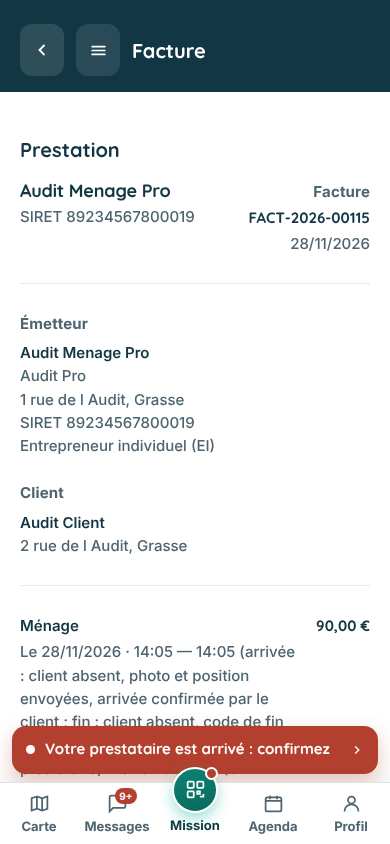 Facture
Prestation
Audit Menage Pro
Facture
SIRET 89234567800019
FACT-2026-00115
28/11/2026
Émetteur
Audit Menage Pro
Audit Pro
1 rue de l Audit, Grasse
SIRET 89234567800019
Entrepreneur individuel (EI)
Client
Audit Client
2 rue de l Audit, Grasse
Ménage
90,00 €
Le 28/11/2026 · 14:05 — 14:05 (arrivée
: client absent, photo et position
envoyées, arrivée confirmée par le
client ; fin : client absent, code de fin
Votre prestataire est arrivé : confirmez
9+
Carte
Messages
Mission
Agenda
Profil